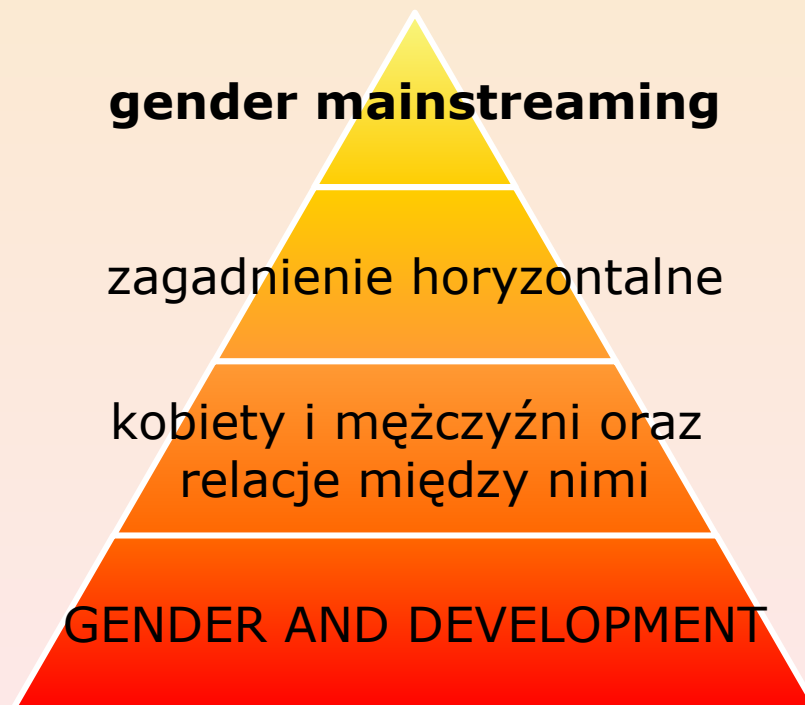 gender mainstreaming
zagadnienie horyzontalne
kobiety i mężczyźni oraz
relacje między nimi
GENDER AND DEVELOPMENT